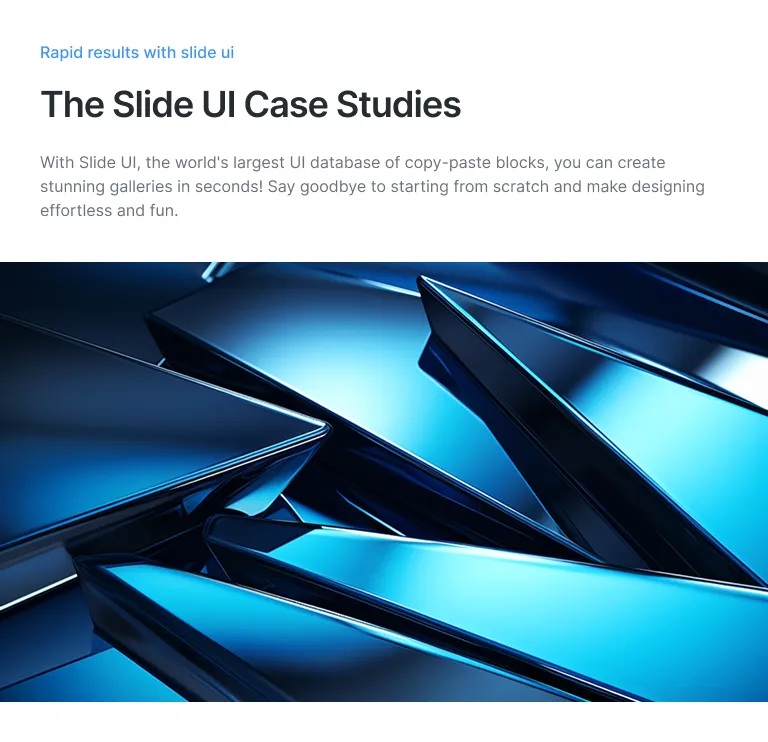 Rapid results with slide ui
The Slide UI Case Studies
With Slide UI, the world's largest UI database of copy-paste blocks, you can create
stunning galleries in seconds! Say goodbye to starting from scratch and make designing
effortless and fun.